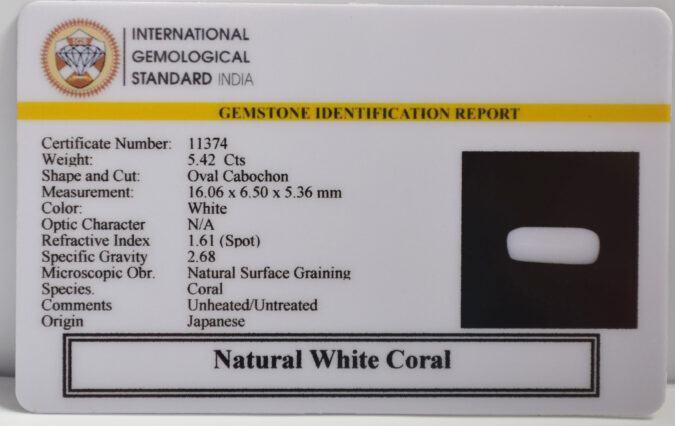 INTERNATIONAL
GEMOLOGICAL
STANDARD INDIA
GEMSTONE IDENTIFICATION REPORT
Certificate Number: 11374
Weight: 5.42 Cts
Shape and Cut: Oval Cabochon
Measurement: 16.06 x 6.50 x 5.36 mm
Color: White
Optic Character N/A
Refractive Index 1.61 (Spot)
Specific Gravity 2.68
Microscopic Obr. Natural Surface Graining
Species. Coral
Comments Unheated/Untreated
Origin Japanese
Natural White Coral